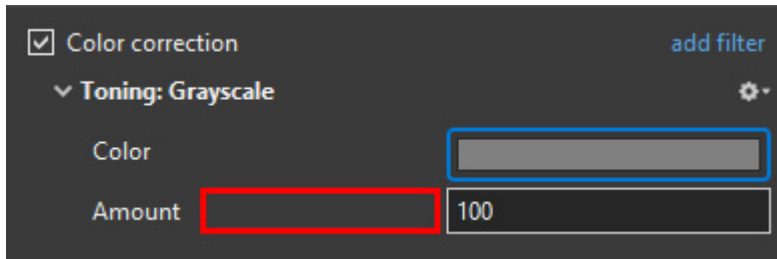 Color correction add filter
Toning: Grayscale
Color
Amount 100